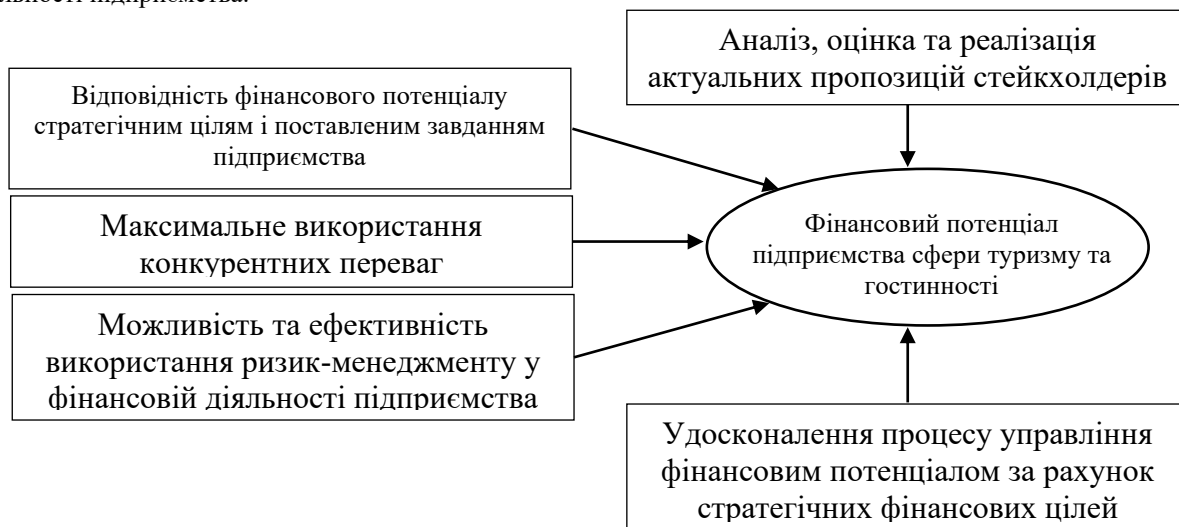 підприємства.
Аналіз, оцінка та реалізація
актуальних пропозицій стейкхолдерів
Відповідність фінансового потенціалу
стратегічним цілям і поставленим завданням
підприємства
Максимальне використання
конкурентних переваг
Можливість та ефективність
використання ризик-менеджменту у
фінансовій діяльності підприємства
Фінансовий потенціал
підприємства сфери туризму та
гостинності
Удосконалення процесу управління
фінансовим потенціалом за рахунок
стратегічних фінансових цілей